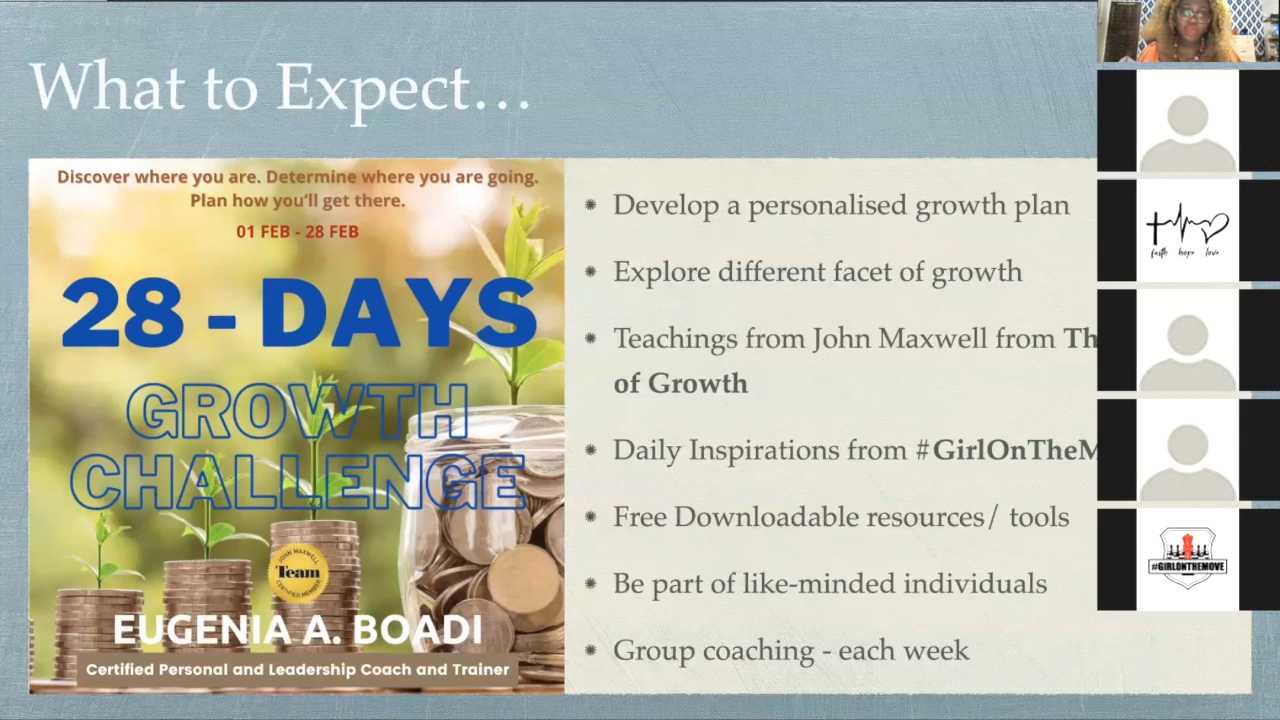 What to Expect...
Discover where you are. Determine where you are going.
Plan how you'll get there.
01 FEB - 28 FEB
28 - DAYS
GROWTH
CHALLENGE
JOHN MAXWELL
Team
CERTIFIED MEMBER
EUGENIA A. BOADI
Certified Personal and Leadership Coach and Trainer
Develop a personalised growth plan
Explore different facet of growth
Teachings from John Maxwell from
of Growth
Daily Inspirations from
Free Downloadable resources/ tools
Be part of like-minded individuals
Group coaching - each week
faith hope love
#GIRLONTHEMOVE